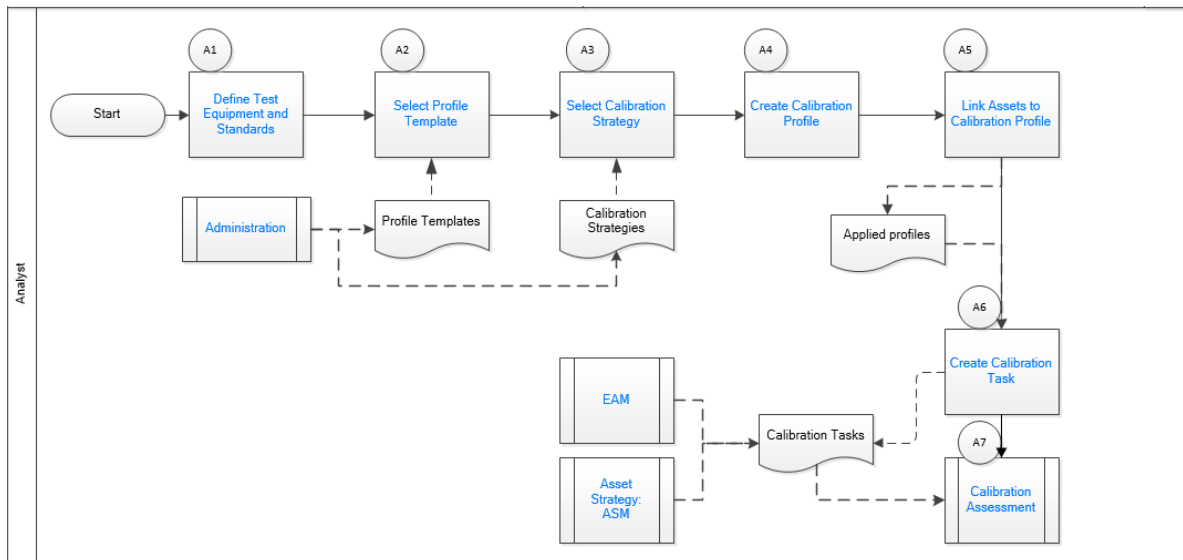 A1
A2
A3
A4
A5
Start
Define Test
Equipment and
Standards
Select Profile
Template
Select Calibration
Strategy
Create Calibration
Profile
Link Assets to
Calibration Profile
Administration
Profile Templates
Calibration
Strategies
Applied profiles
Analyst
A6
Create Calibration
Task
EAM
Calibration Tasks
A7
Asset
Strategy:
ASM
Calibration
Assessment